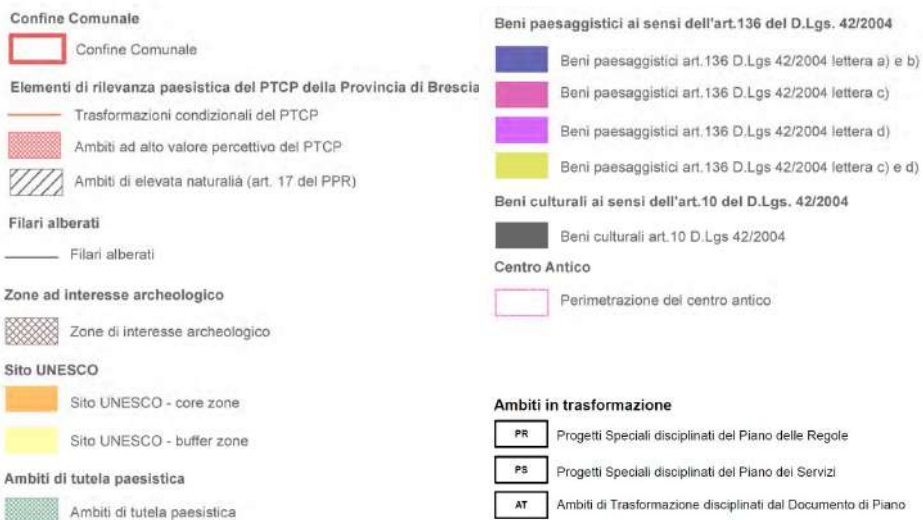 Confine Comunale
Confine Comunale
Elementi di rilevanza paesistica del PTCP della Provincia di Brescia
Trasformazioni condizionali del PTCP
Ambiti ad alto valore percettivo del PTCP
Ambiti di elevata naturalià (art. 17 del PPR)
Filari alberati
Filari alberati
Zone ad interesse archeologico
Zone di interesse archeologico
Sito UNESCO
Sito UNESCO - core zone
Sito UNESCO - buffer zone
Ambiti di tutela paesistica
Ambiti di tutela paesistica
Beni paesaggistici ai sensi dell'art.136 del D.Lgs. 42/2004
Beni paesaggistici art.136 D.Lgs 42/2004 lettera a) e b)
Beni paesaggistici art.136 D.Lgs 42/2004 lettera c)
Beni paesaggistici art.136 D.Lgs 42/2004 lettera d)
Beni paesaggistici art.136 D.Lgs 42/2004 lettera c) e d)
Beni culturali ai sensi dell'art.10 del D.Lgs. 42/2004
Beni culturali art.10 D.Lgs 42/2004
Centro Antico
Perimetrazione del centro antico
Ambiti in trasformazione
PR Progetti Speciali disciplinati del Piano delle Regole
PS Progetti Speciali disciplinati del Piano dei Servizi
AT Ambiti di Trasformazione disciplinati dal Documento di Piano